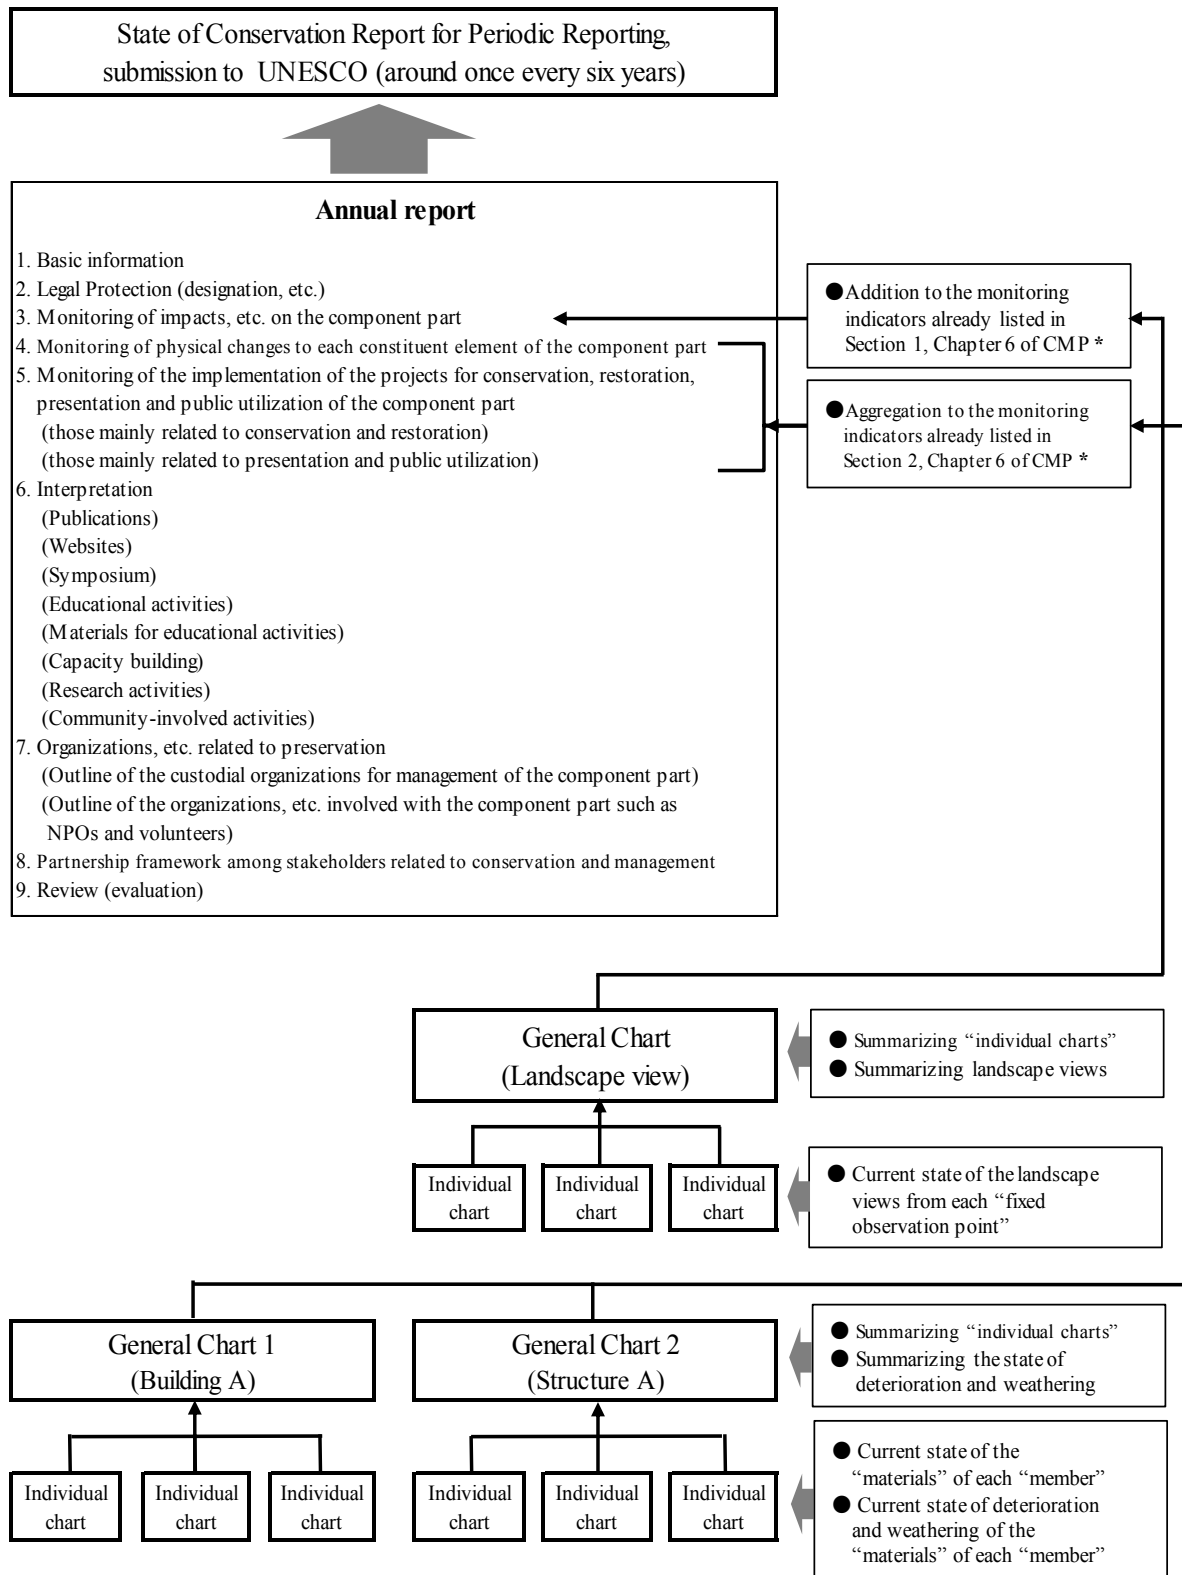 State of Conservation Report for Periodic Reporting,
submission to UNESCO (around once every six years)
Annual report
1. Basic information
2. Legal Protection (designation, etc.)
3. Monitoring of impacts, etc. on the component part
4. Monitoring of physical changes to each constituent element of the component part
5. Monitoring of the implementation of the projects for conservation, restoration,
presentation and public utilization of the component part
(those mainly related to conservation and restoration)
(those mainly related to presentation and public utilization)
6. Interpretation
(Publications)
(Websites)
(Symposium)
(Educational activities)
(Materials for educational activities)
(Capacity building)
(Research activities)
(Community-involved activities)
7. Organizations, etc. related to preservation
(Outline of the custodial organizations for management of the component part)
(Outline of the organizations, etc. involved with the component part such as
NPOs and volunteers)
8. Partnership framework among stakeholders related to conservation and management
9. Review (evaluation)
● Addition to the monitoring
indicators already listed in
Section 1, Chapter 6 of CMP *
● Aggregation to the monitoring
indicators already listed in
Section 2, Chapter 6 of CMP *
General Chart
(Landscape view)
● Summarizing “individual charts”
● Summarizing landscape views
Individual
chart
Individual
chart
Individual
chart
● Current state of the landscape
views from each “fixed
observation point”
General Chart 1
(Building A)
General Chart 2
(Structure A)
● Summarizing “individual charts”
● Summarizing the state of
deterioration and weathering
Individual
chart
Individual
chart
Individual
chart
Individual
chart
Individual
chart
Individual
chart
● Current state of the
“materials” of each “member”
● Current state of deterioration
and weathering of the
“materials” of each “member”